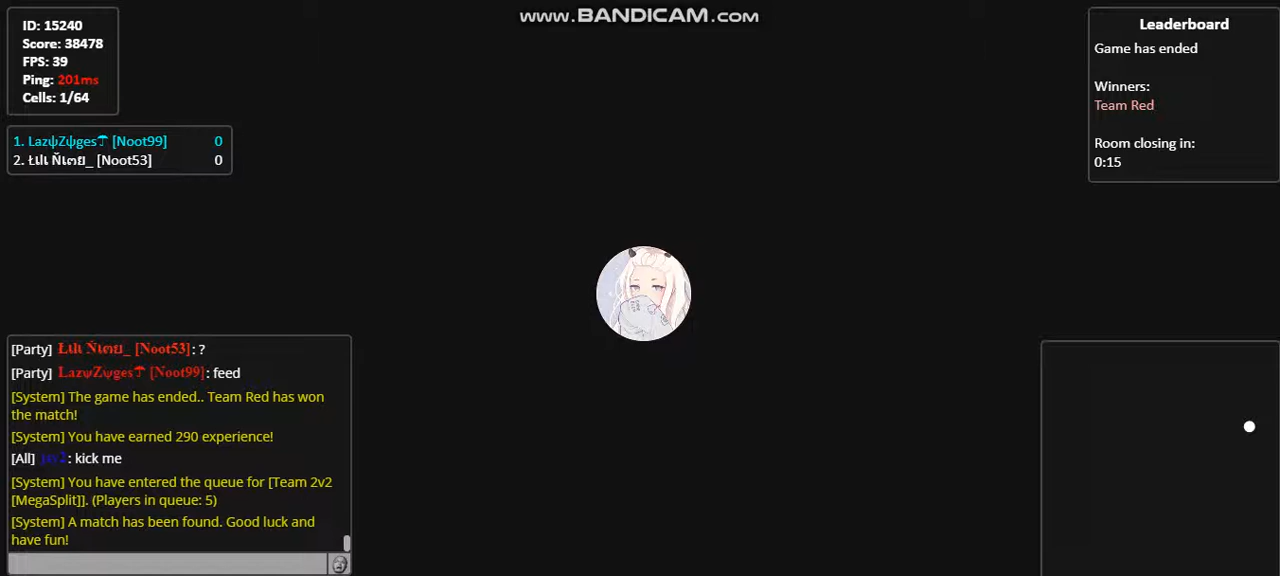 www.BANDICAM.com
ID: 15240
Score: 38478
FPS: 39
Ping: 201ms
Cells: 1/64
1. LazψZψges☂ [Noot99] 0
2. [Noot53] 0
Leaderboard
Game has ended
Winners:
Team Red
Room closing in:
0:15
[Party] [Noot53]: ?
[Party] LazψZψges☂ [Noot99]: feed
[System] The game has ended.. Team Red has won
the match!
[System] You have earned 290 experience!
[All] : kick me
[System] You have entered the queue for [Team 2v2
[MegaSplit]]. (Players in queue: 5)
[System] A match has been found. Good luck and
have fun!